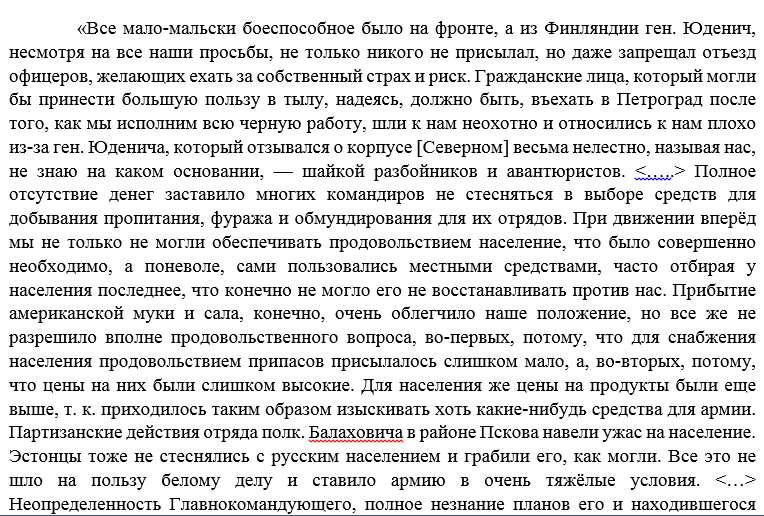 «Все мало-мальски боеспособное было на фронте, а из Финляндии ген. Юденич,
несмотря на все наши просьбы, не только никого не присылал, но даже запрещал отъезд
офицеров, желающих ехать за собственный страх и риск. Гражданские лица, который могли
бы принести большую пользу в тылу, надеясь, должно быть, въехать в Петроград после
того, как мы исполним всю черную работу, шли к нам неохотно и относились к нам плохо
из-за ген. Юденича, который отзывался о корпусе [Северном] весьма нелестно, называя нас,
не знаю на каком основании, — шайкой разбойников и авантюристов. <…..> Полное
отсутствие денег заставило многих командиров не стесняться в выборе средств для
добывания пропитания, фуража и обмундирования для их отрядов. При движении вперёд
мы не только не могли обеспечивать продовольствием население, что было совершенно
необходимо, а поневоле, сами пользовались местными средствами, часто отбирая у
населения последнее, что конечно не могло его не восстанавливать против нас. Прибытие
американской муки и сала, конечно, очень облегчило наше положение, но все же не
разрешило вполне продовольственного вопроса, во-первых, потому, что для снабжения
населения продовольствием припасов присылалось слишком мало, а, во-вторых, потому,
что цены на них были слишком высокие. Для населения же цены на продукты были еще
выше, т. к. приходилось таким образом изыскивать хоть какие-нибудь средства для армии.
Партизанские действия отряда полк. Балаховича в районе Пскова навели ужас на население.
Эстонцы тоже не стеснялись с русским населением и грабили его, как могли. Все это не
шло на пользу белому делу и ставило армию в очень тяжёлые условия. <…>
Неопределенность Главнокомандующего, полное незнание планов его и находившегося